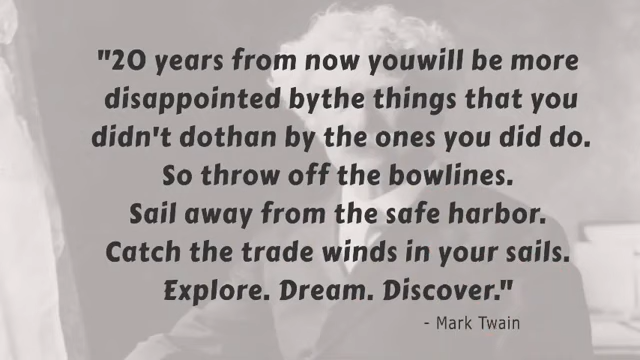 "20 years from now youwill be more
disappointed bythe things that you
didn't dothan by the ones you did do.
So throw off the bowlines.
Sail away from the safe harbor.
Catch the trade winds in your sails.
Explore. Dream. Discover."
- Mark Twain